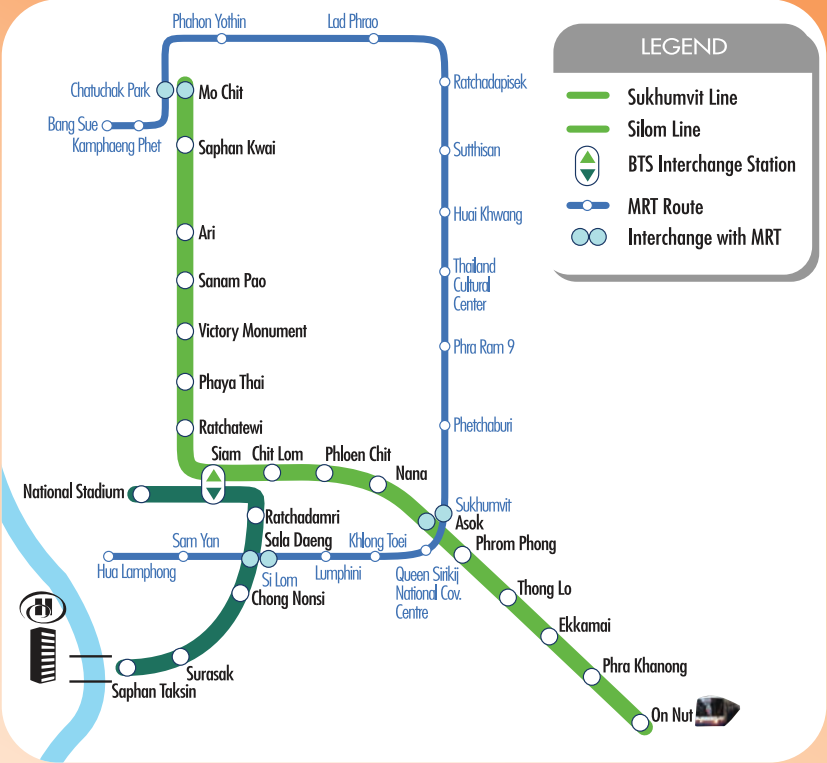 Phahon Yothin
Lad Phrao
LEGEND
Sukhumvit Line
Silom Line
BTS Interchange Station
MRT Route
Interchange with MRT
Chatuchak Park
Mo Chit
Bang Sue
Kamphaeng Phet
Saphan Kwai
Ari
Sanam Pao
Victory Monument
Phaya Thai
Ratchatewi
Ratchadapisek
Sutthisan
Huai Khwang
Thailand
Cultural
Center
Phra Ram 9
Phetchaburi
Siam
Chit Lom
Phloen Chit
Nana
National Stadium
Ratchadamri
Sala Daeng
Sukhumvit
Asok
Sam Yan
Hua Lamphong
Si Lom
Lumphini
Khlong Toei
Queen Sirikij
National Cov.
Centre
Phrom Phong
Thong Lo
Ekkamai
Phra Khanong
On Nut
Chong Nonsi
Surasak
Saphan Taksin
H